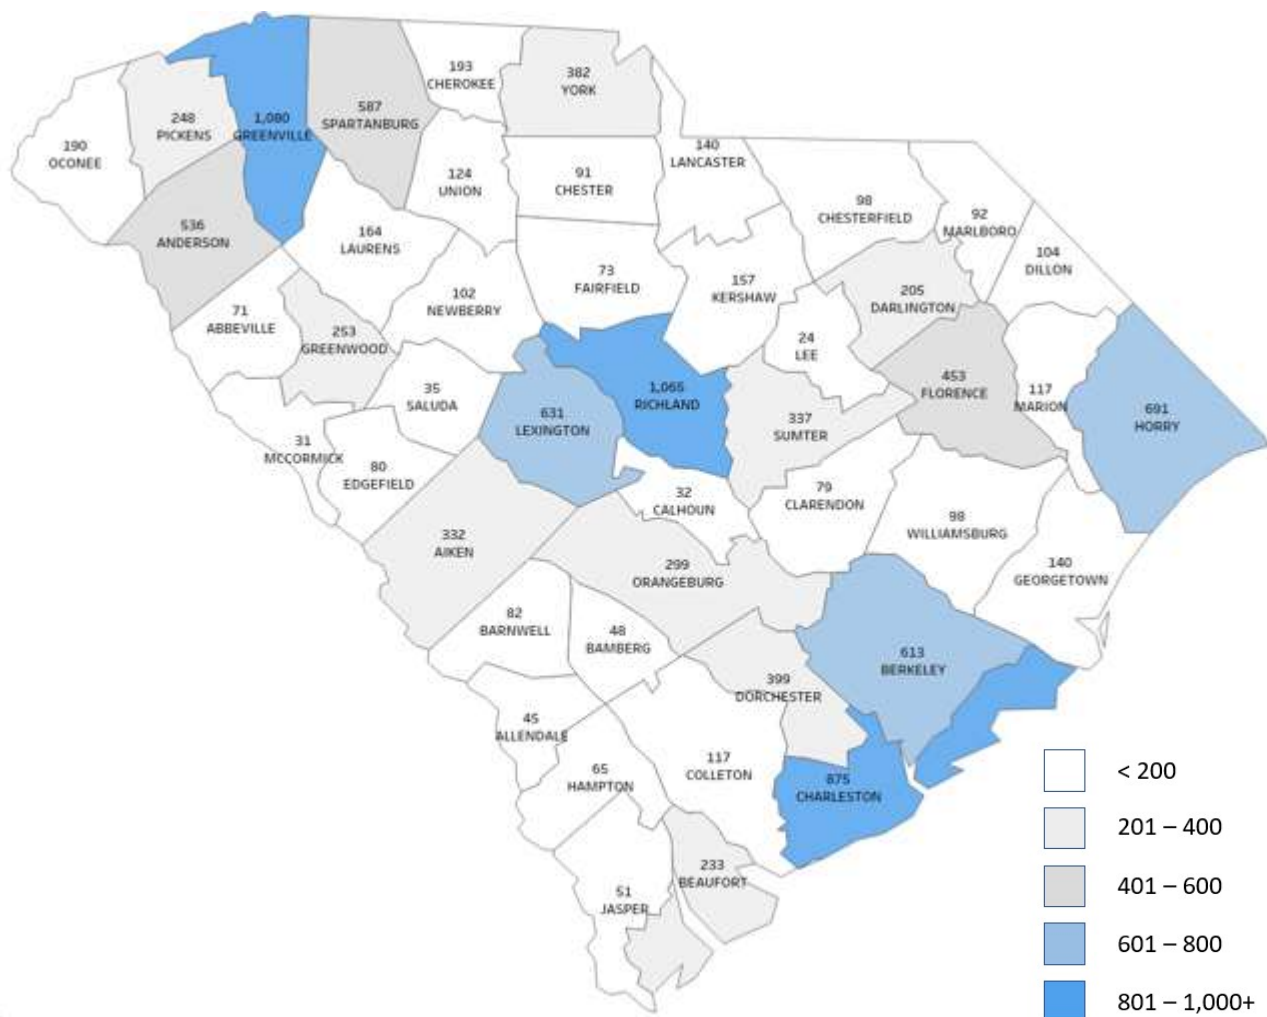 193
CHEROKEE
382
YORK
587
SPARTANBURG
1,080
GREENVILLE
248
PICKENS
190
OCONEE
140
LANCASTER
124
UNION
91
CHESTER
98
CHESTERFIELD
92
MARLBORO
536
ANDERSON
164
LAURENS
104
DILLON
73
FAIRFIELD
157
KERSHAW
205
DARLINGTON
102
NEWBERRY
71
ABBEVILLE
253
GREENWOOD
24
LEE
453
FLORENCE
117
MARION
691
HORRY
35
SALUDA
1,065
RICHLAND
631
LEXINGTON
337
SUMTER
31
MCCORMICK
80
EDGEFIELD
32
CALHOUN
79
CLARENDON
98
WILLIAMSBURG
332
AIKEN
299
ORANGEBURG
140
GEORGETOWN
82
BARNWELL
48
BAMBERG
613
BERKELEY
399
DORCHESTER
45
ALLENDALE
65
HAMPTON
117
COLLETON
875
CHARLESTON
233
BEAUFORT
51
JASPER
< 200
201 – 400
401 – 600
601 – 800
801 – 1,000+